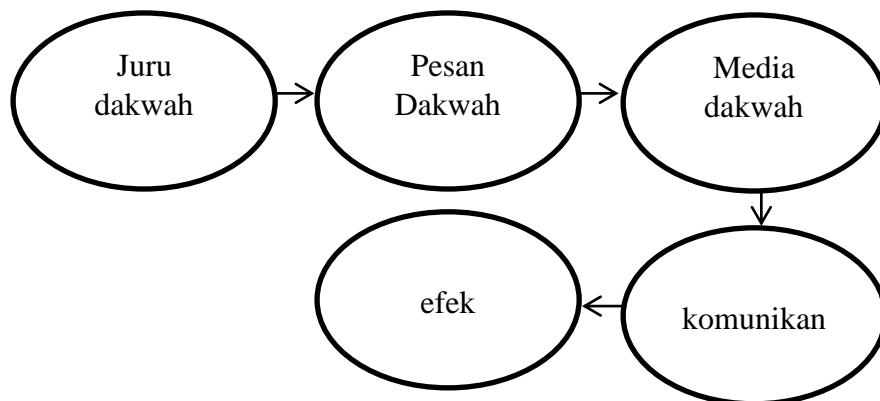 Juru
dakwah
Pesan
Dakwah
Media
dakwah
efek
komunikan